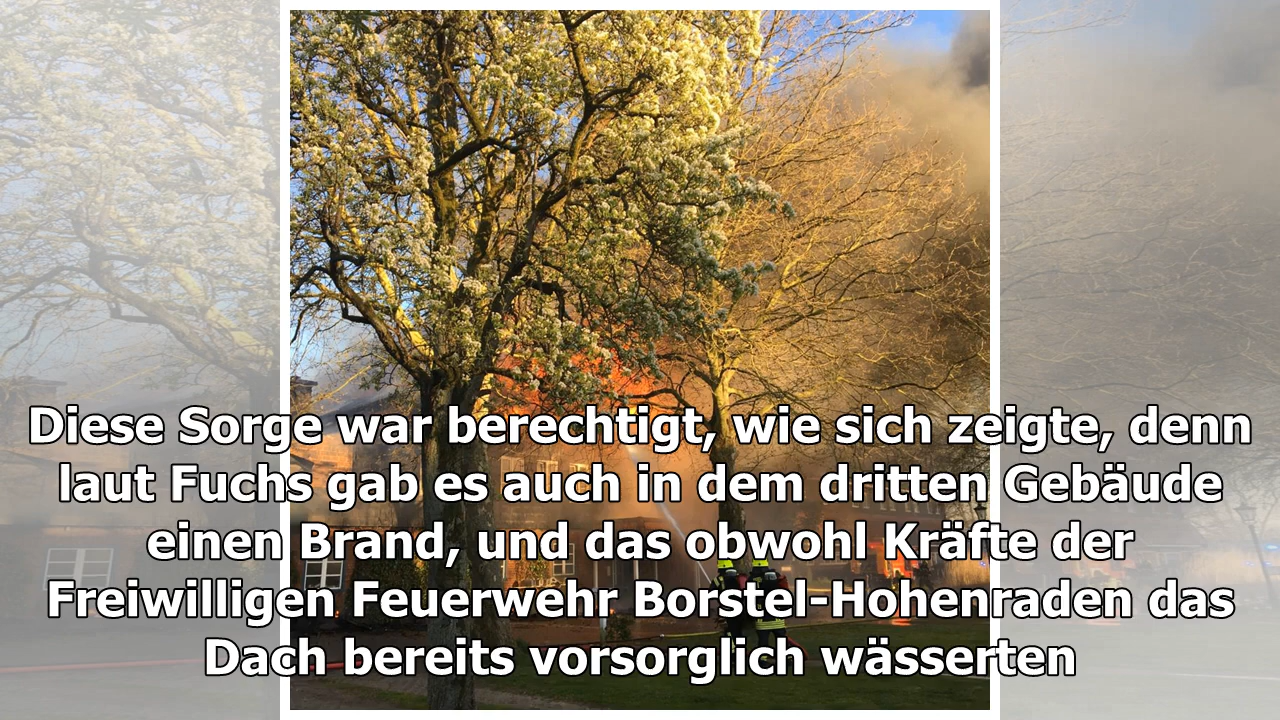 Diese Sorge war berechtigt, wie sich zeigte, denn
laut Fuchs gab es auch in dem dritten Gebäude
einen Brand, und das obwohl Kräfte der
Freiwilligen Feuerwehr Borstel-Hohenraden das
Dach bereits vorsorglich wässerten